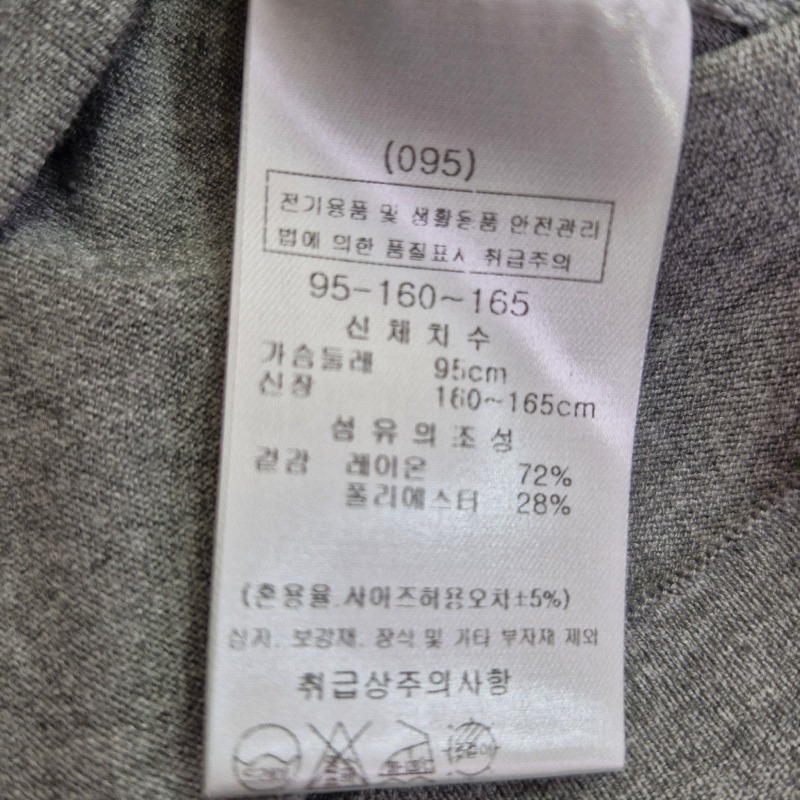 (095)
전기용품 및 생활용품 안전관리
법에 의한 품질표시 취급주의
95-160~165
신체치수
가슴둘레 95cm
신장 160~165cm
섬유의조성
겉감 레이온 72%
폴리에스터 28%
(혼용율 사이즈허용오차±5%)
심지. 보강재. 장식 및 기타 부자재 제외
취급상주의사항